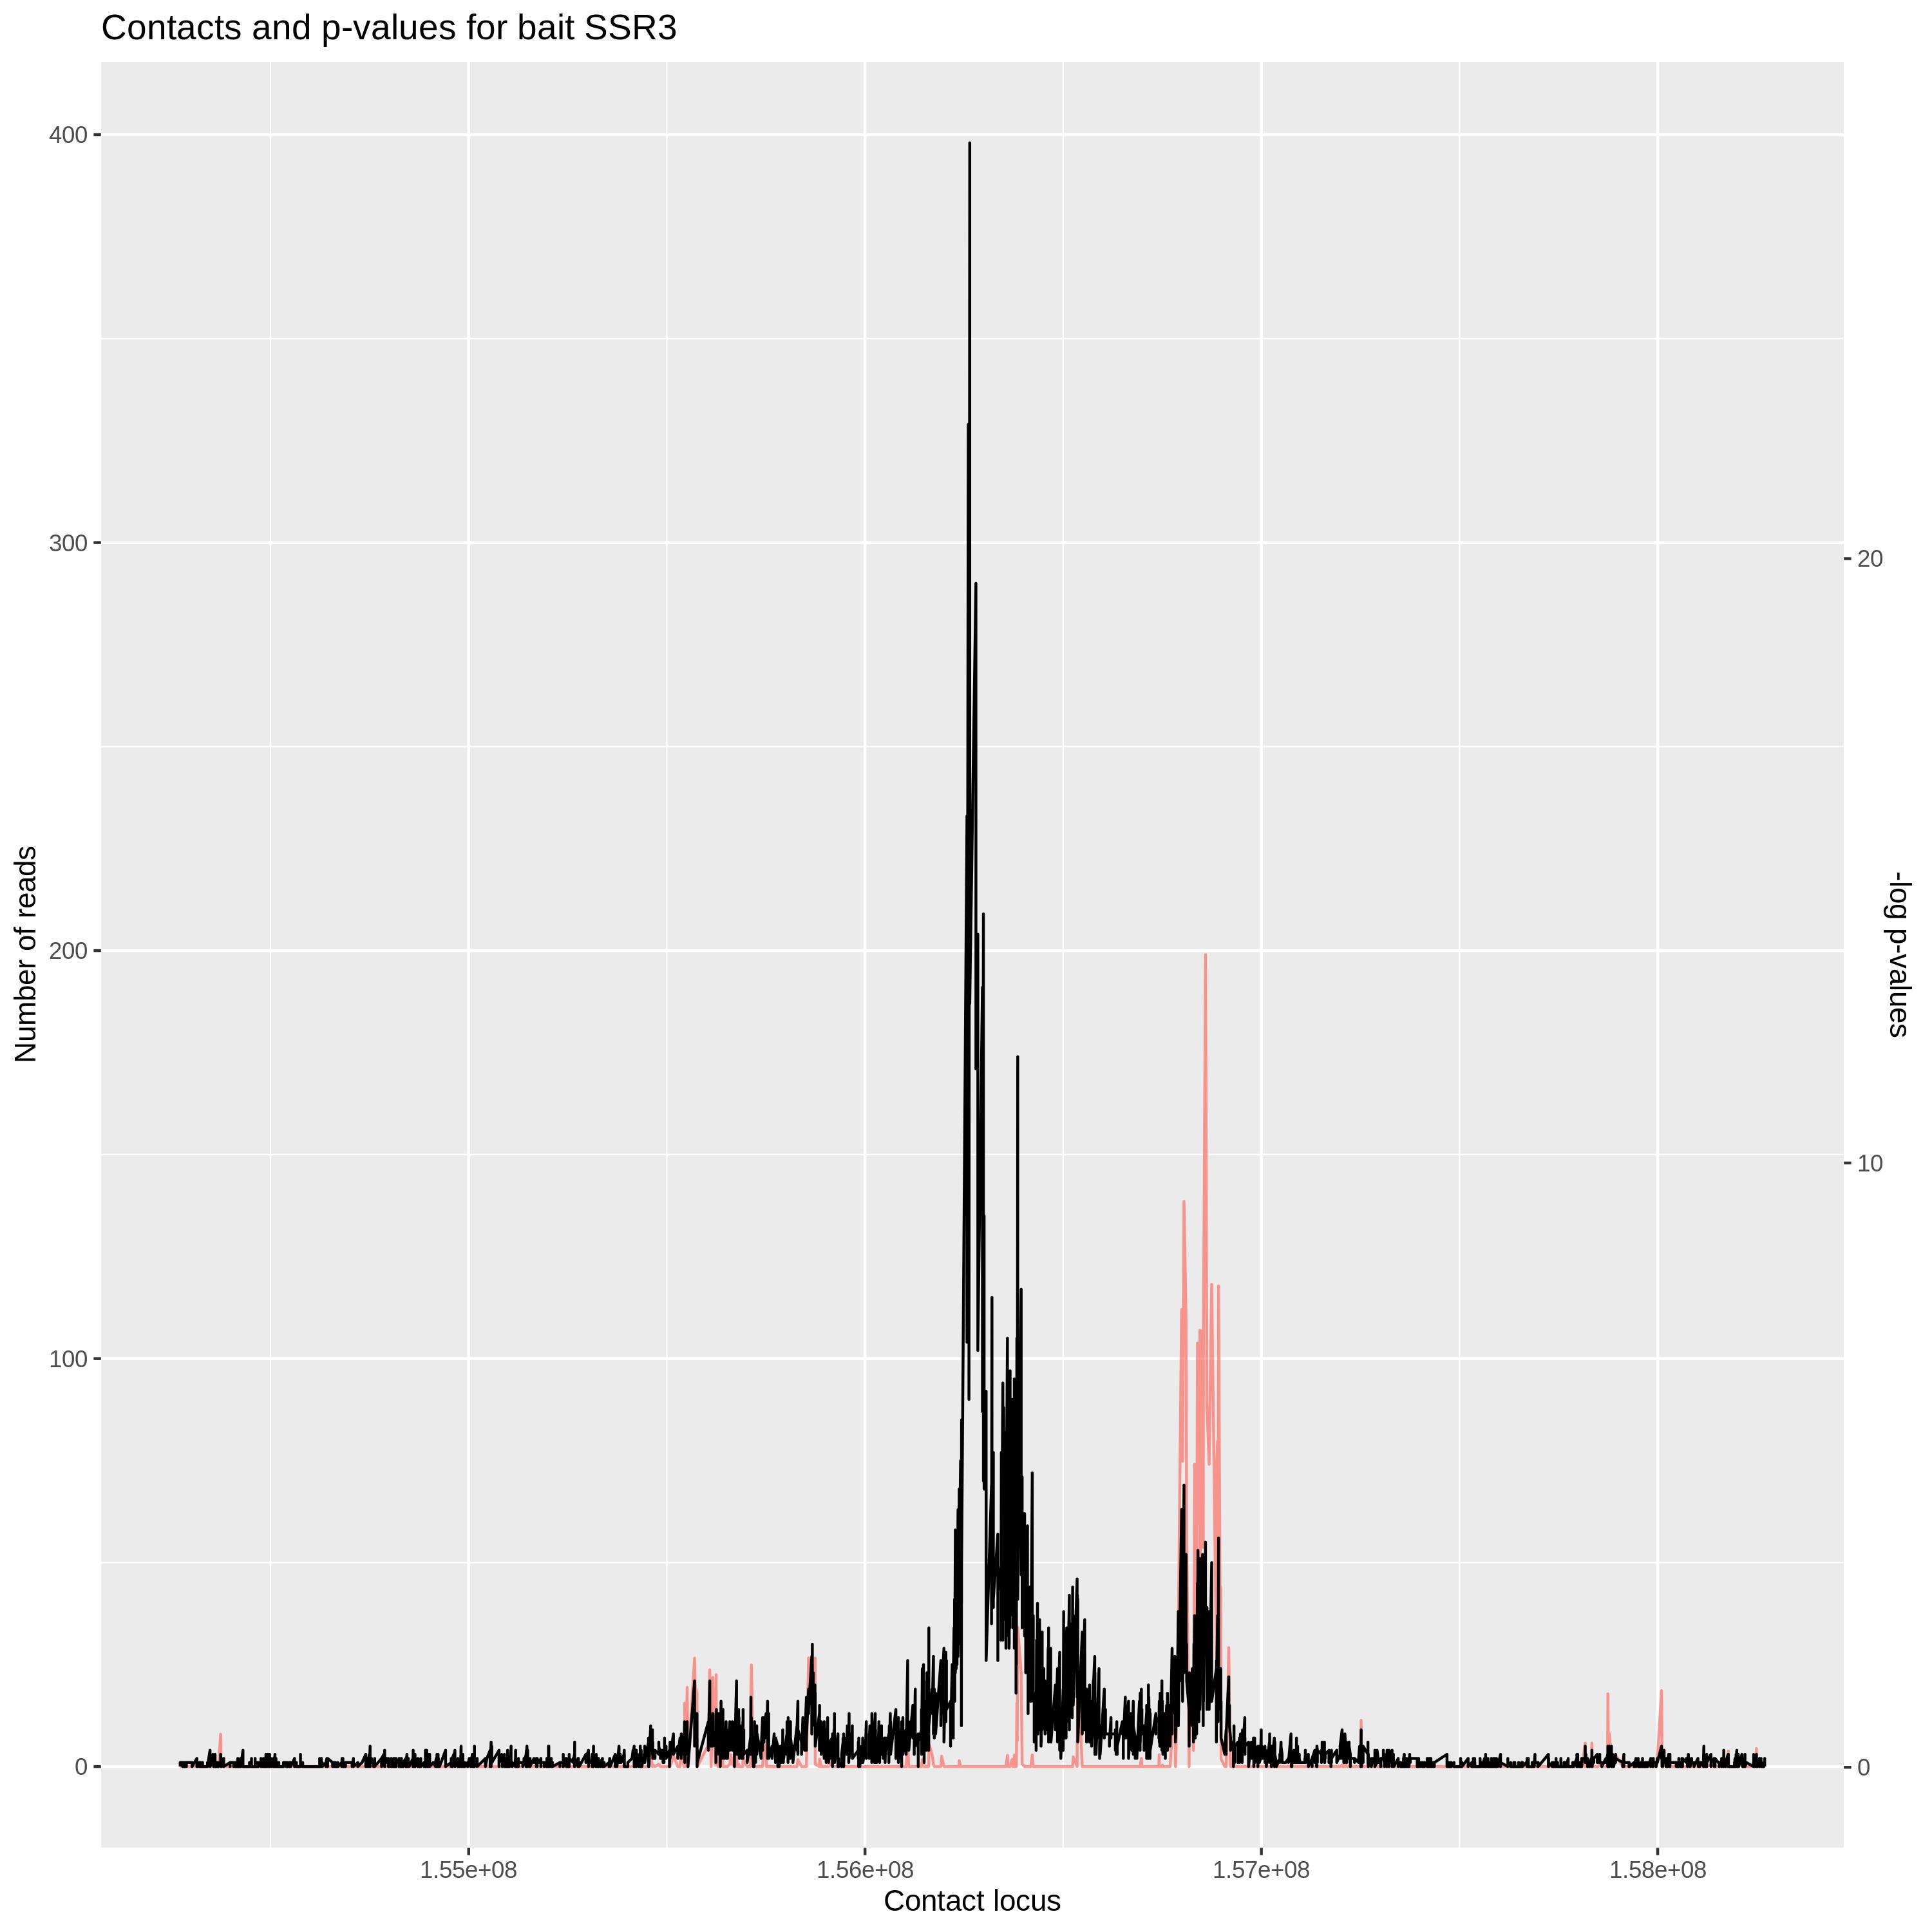 Contacts and p-values for bait SSR3
400
300
200
100
0
Number of reads
20
10
0
-log p-values
1.55e+08
1.56e+08
1.57e+08
1.58e+08
Contact locus